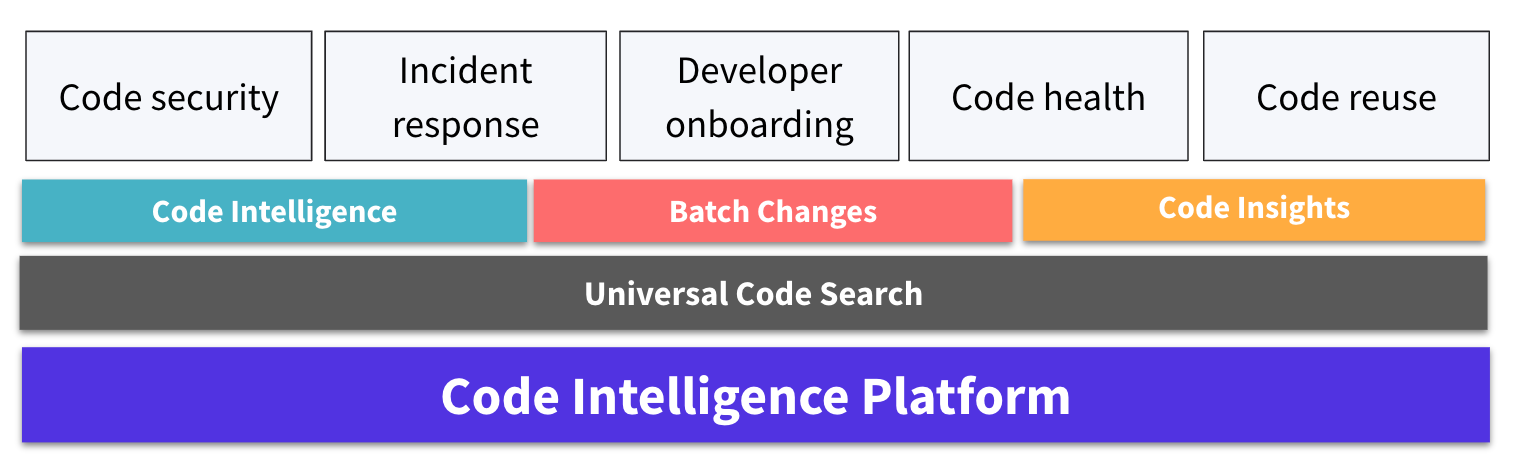 Code security
Incident
response
Developer
onboarding
Code health
Code reuse
Code Intelligence
Batch Changes
Code Insights
Universal Code Search
Code Intelligence Platform